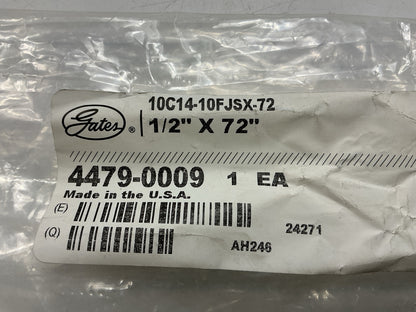 10C14-10FJSX-72
Gates ®
1/2" X 72"
4479-0009 1 EA
Made in the U.S.A.
(E)
24271
(Q)
AH246